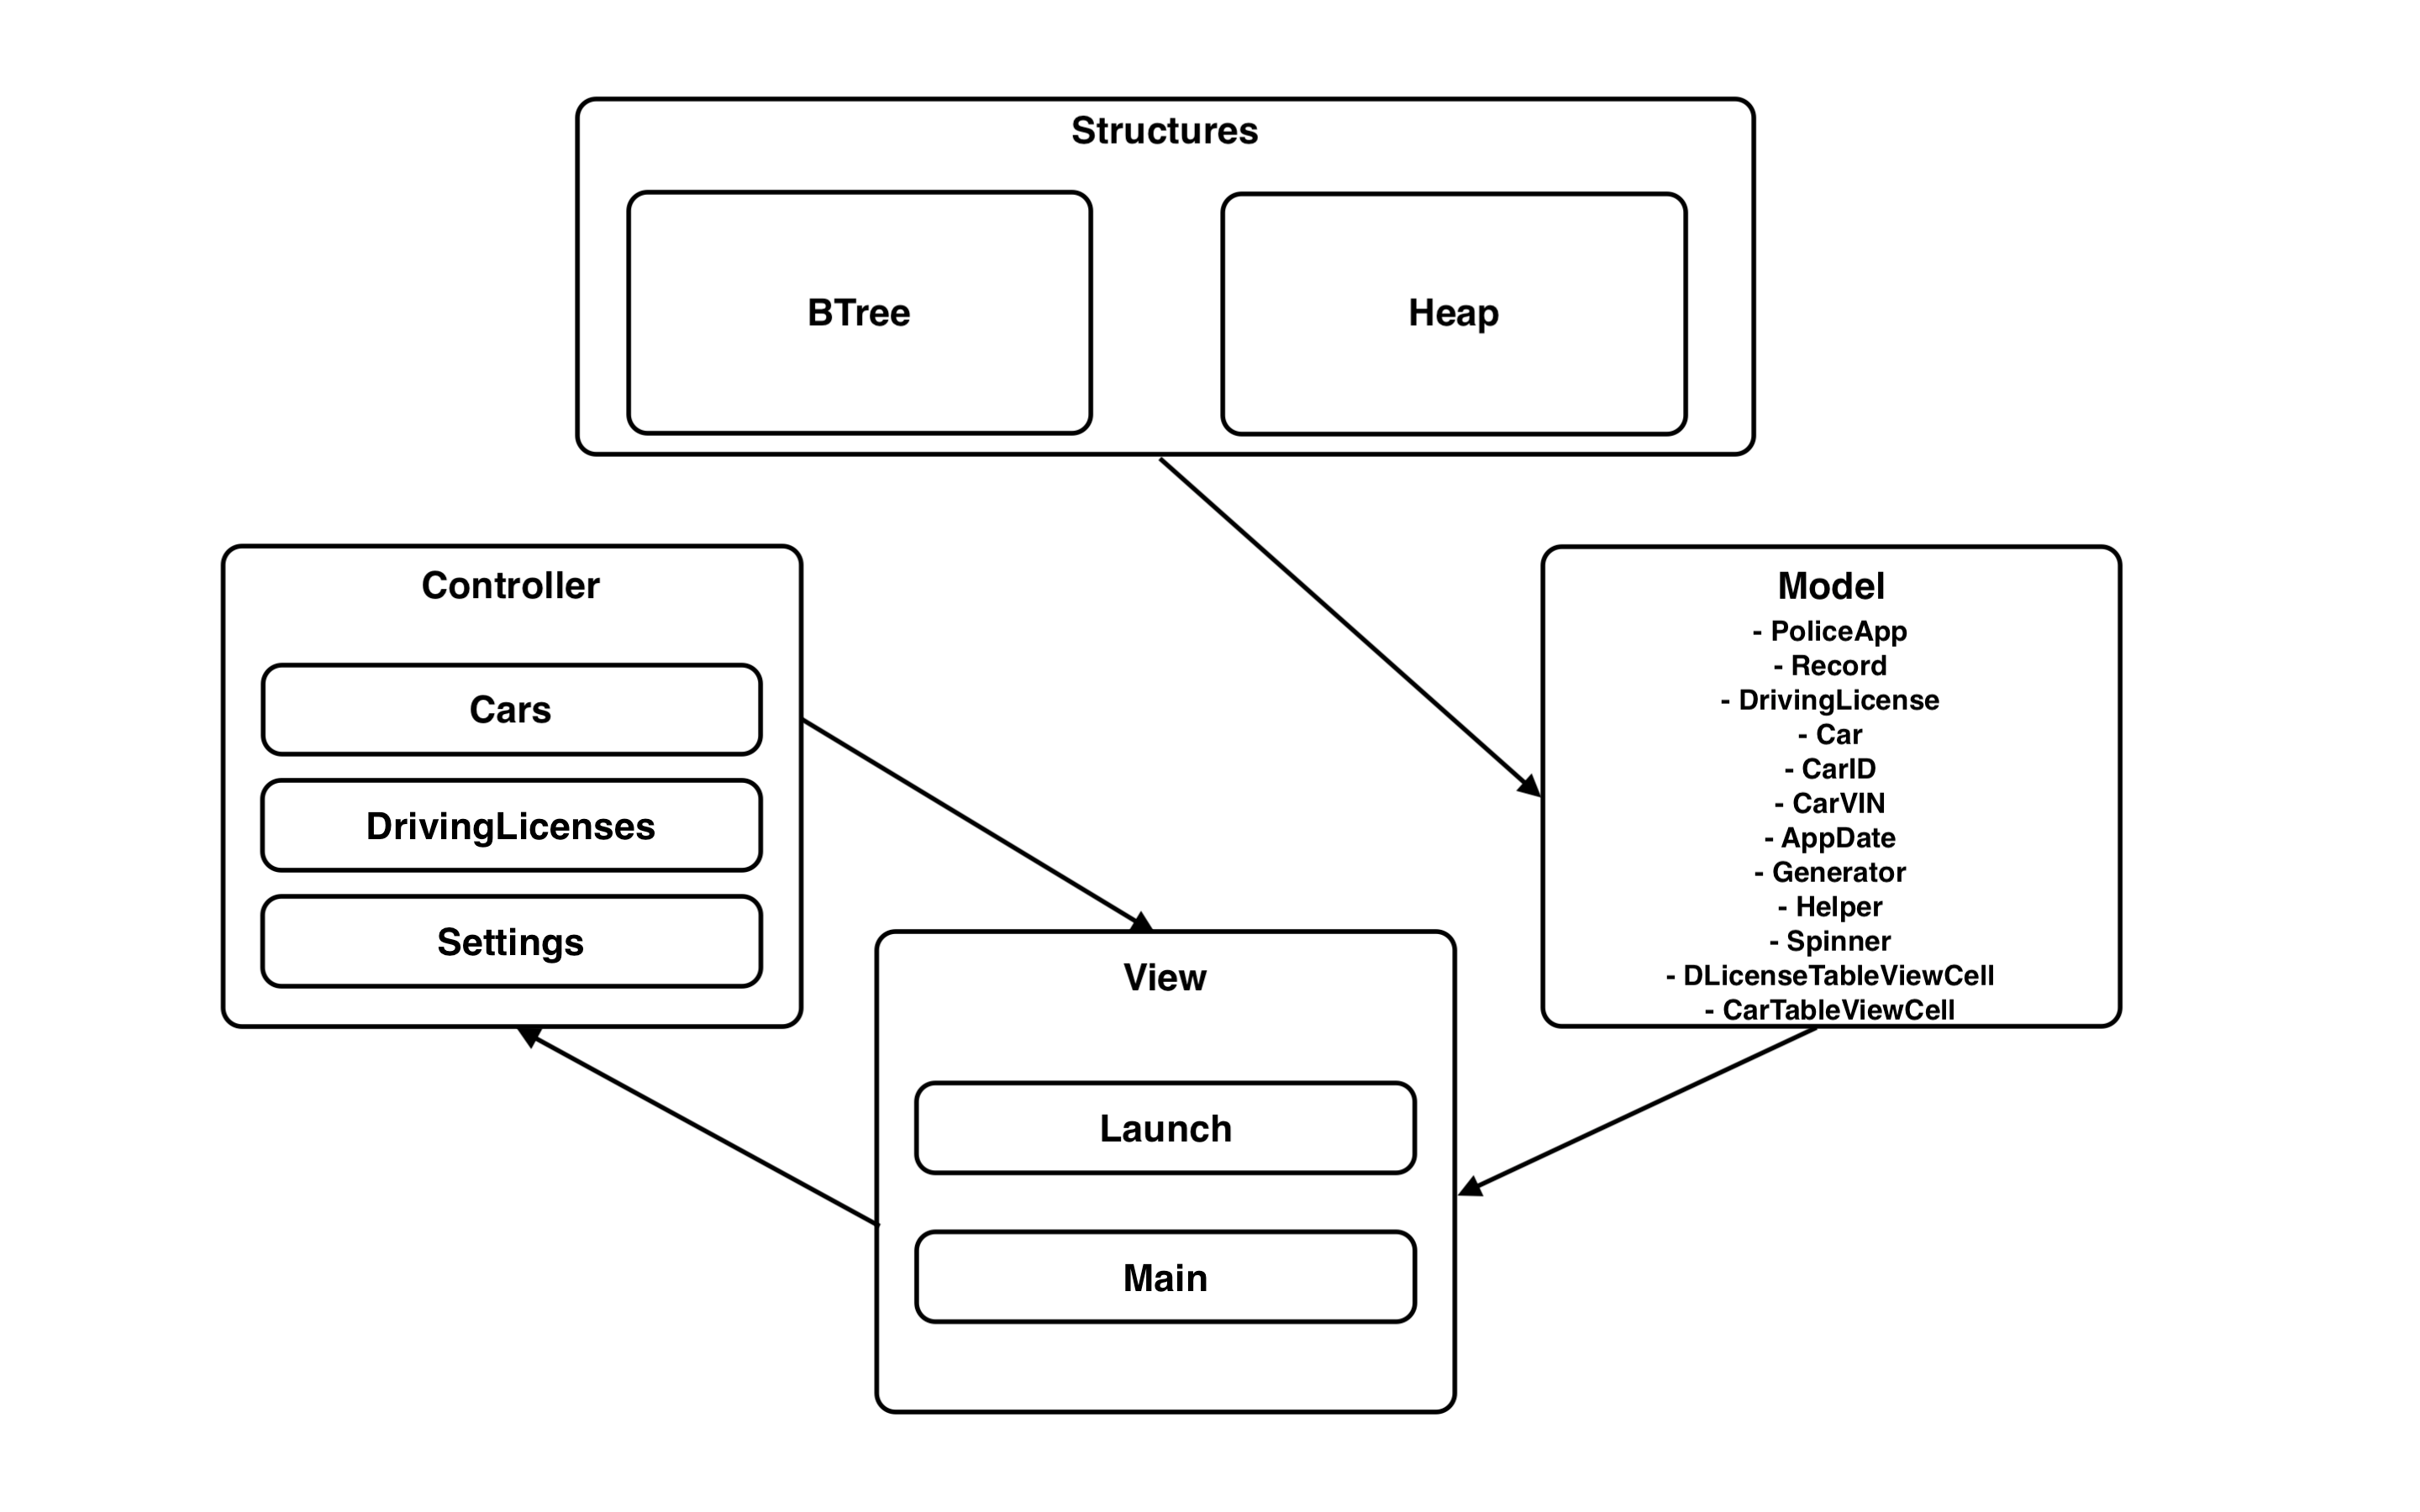 Structures
BTree
Heap
Controller
Cars
DrivingLicenses
Settings
Model
- PoliceApp
- Record
- DrivingLicense
- Car
- CarID
- CarVIN
- AppDate
- Generator
- Helper
- Spinner
- DLicenseTableViewCell
- CarTableViewCell
View
Launch
Main